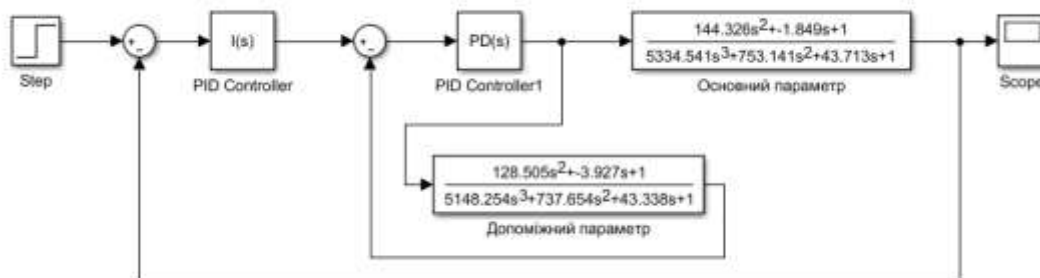 Step
I(s)
PID Controller
PD(s)
PID Controller1
144.326s²+-1.849s+1
5334.541s³+753.141s²+43.713s+1
Основний параметр
Scope
128.505s²+-3.927s+1
5148.254s³+737.654s²+43.338s+1
Допоміжний параметр